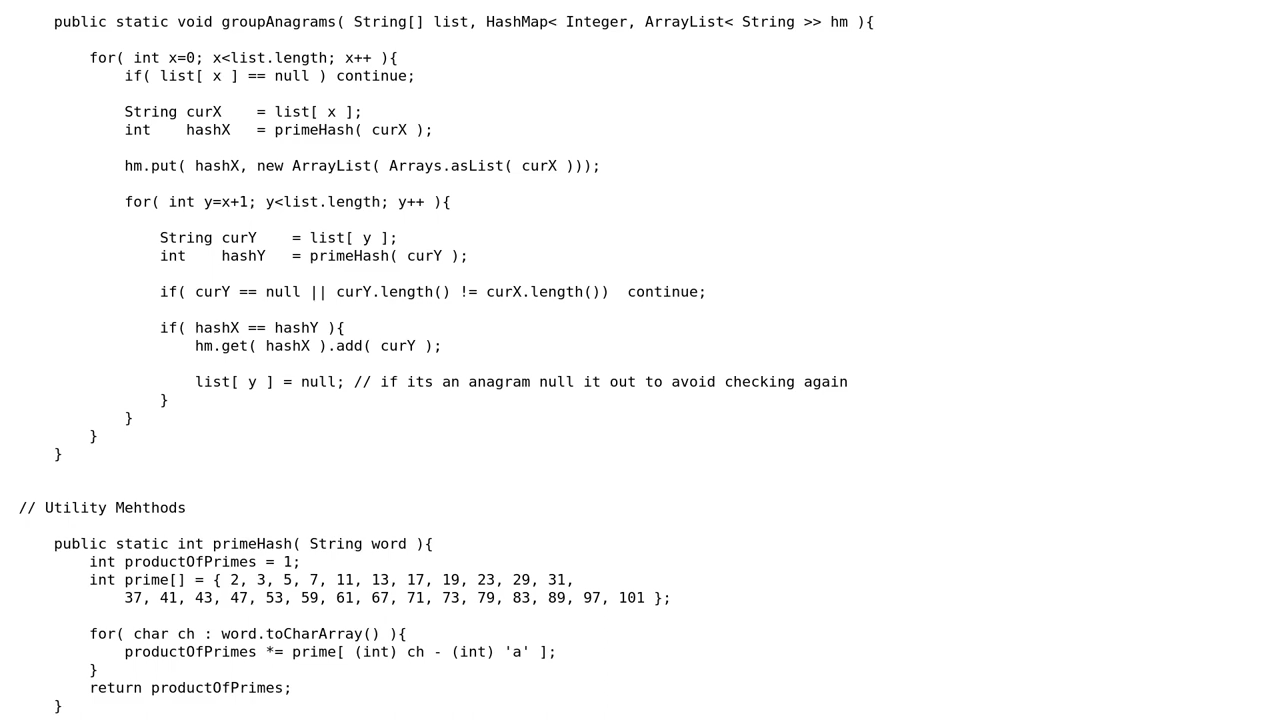 public static void groupAnagrams( String[] list, HashMap< Integer, ArrayList< String >> hm ){
for( int x=0; x<list.length; x++ ){
if( list[ x ] == null ) continue;
String curX    = list[ x ];
int    hashX   = primeHash( curX );
hm.put( hashX, new ArrayList( Arrays.asList( curX )));
for( int y=x+1; y<list.length; y++ ){
String curY    = list[ y ];
int    hashY   = primeHash( curY );
if( curY == null || curY.length() != curX.length())  continue;
if( hashX == hashY ){
hm.get( hashX ).add( curY );
list[ y ] = null; // if its an anagram null it out to avoid checking again
}
}
}
}
// Utility Mehthods
public static int primeHash( String word ){
int productOfPrimes = 1;
int prime[] = { 2, 3, 5, 7, 11, 13, 17, 19, 23, 29, 31,
37, 41, 43, 47, 53, 59, 61, 67, 71, 73, 79, 83, 89, 97, 101 };
for( char ch : word.toCharArray() ){
productOfPrimes *= prime[ (int) ch - (int) 'a' ];
}
return productOfPrimes;
}